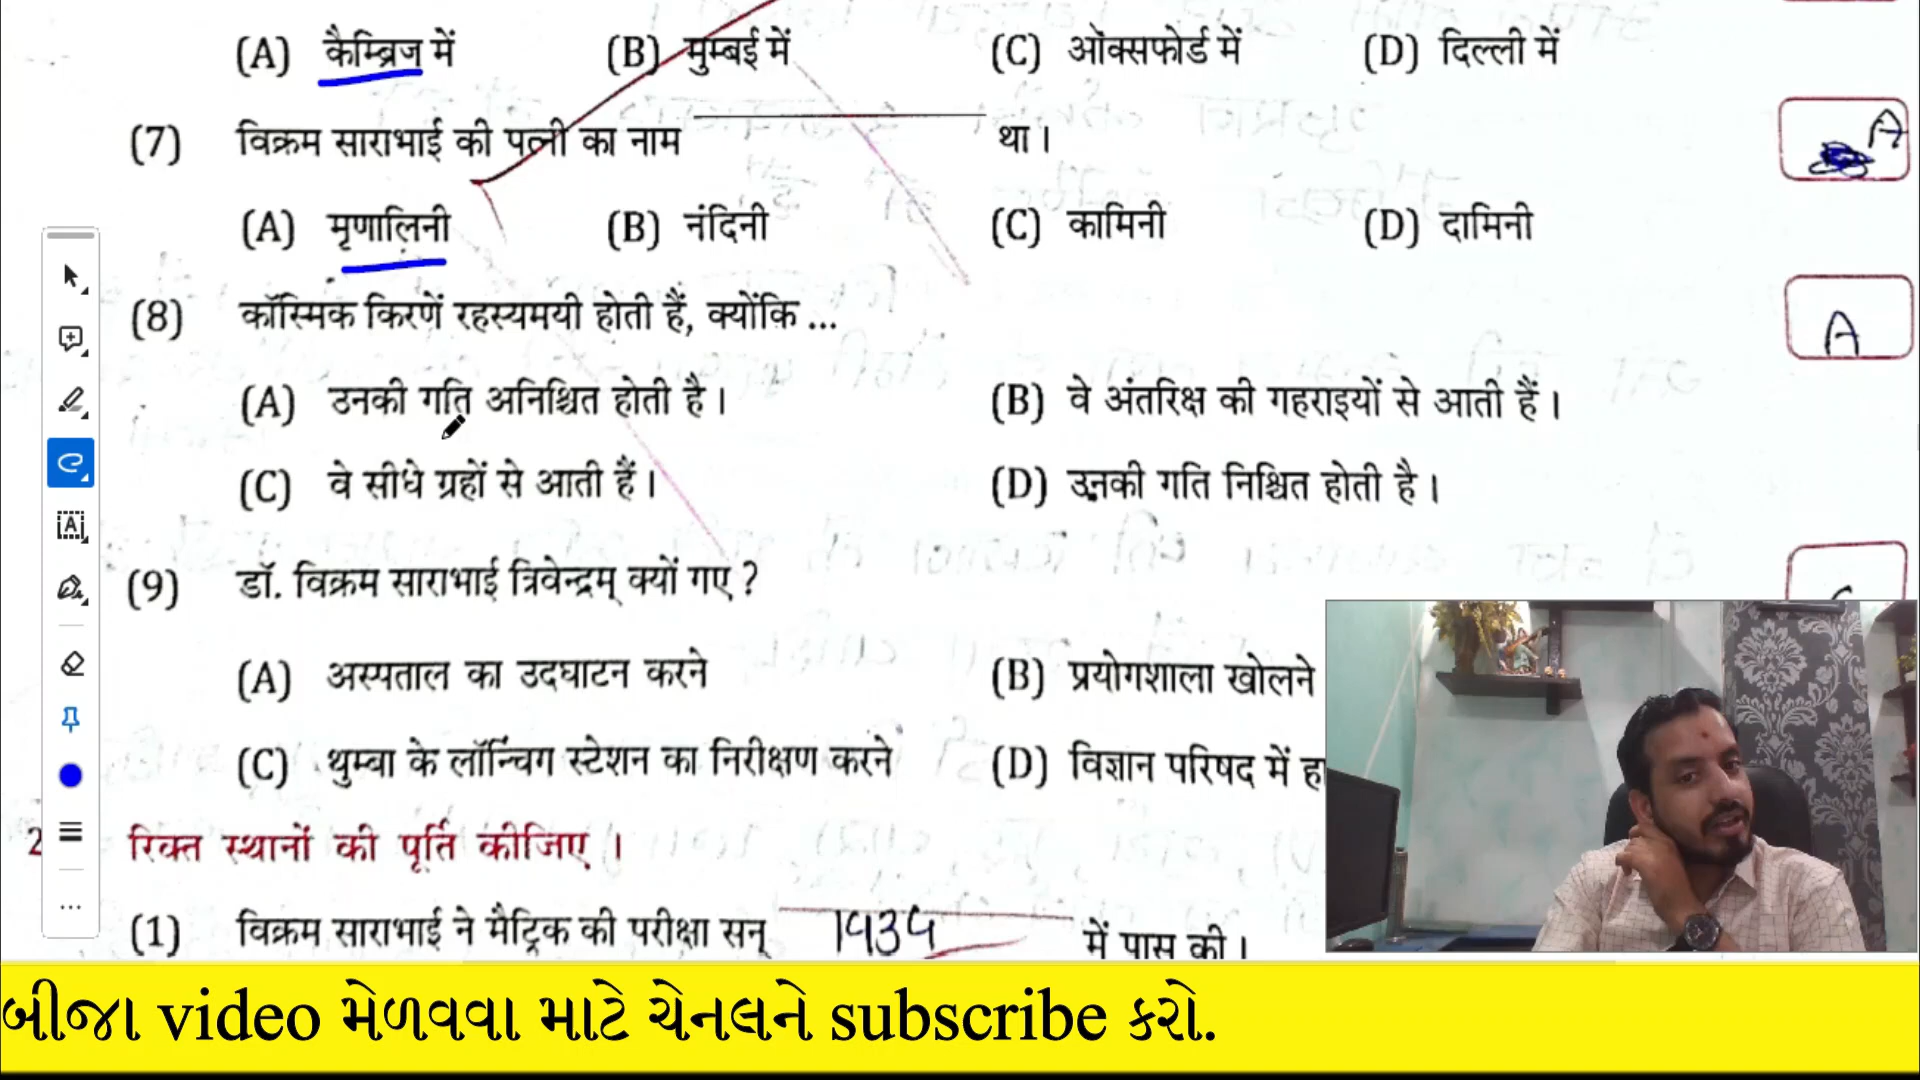 (A) कैम्ब्रिज में (B) मुम्बई में (C) ऑक्सफोर्ड में (D) दिल्ली में
(7) विक्रम साराभाई की पत्नी का नाम ____________ था। A
(A) मृणालिनी (B) नंदिनी (C) कामिनी (D) दामिनी
(8) कॉस्मिक किरणें रहस्यमयी होती हैं, क्योंकि ... A
(A) उनकी गति अनिश्चित होती है। (B) वे अंतरिक्ष की गहराइयों से आती हैं।
(C) वे सीधे ग्रहों से आती हैं। (D) उनकी गति निश्चित होती है।
(9) डॉ. विक्रम साराभाई त्रिवेन्द्रम् क्यों गए ?
(A) अस्पताल का उदघाटन करने (B) प्रयोगशाला खोलने
(C) थुम्बा के लॉन्चिग स्टेशन का निरीक्षण करने (D) विज्ञान परिषद में
2 रिक्त स्थानों की पूर्ति कीजिए।
(1) विक्रम साराभाई ने मैट्रिक की परीक्षा सन् में पास की।
બીજા video મેળવવા માટે ચેનલને subscribe કરો.